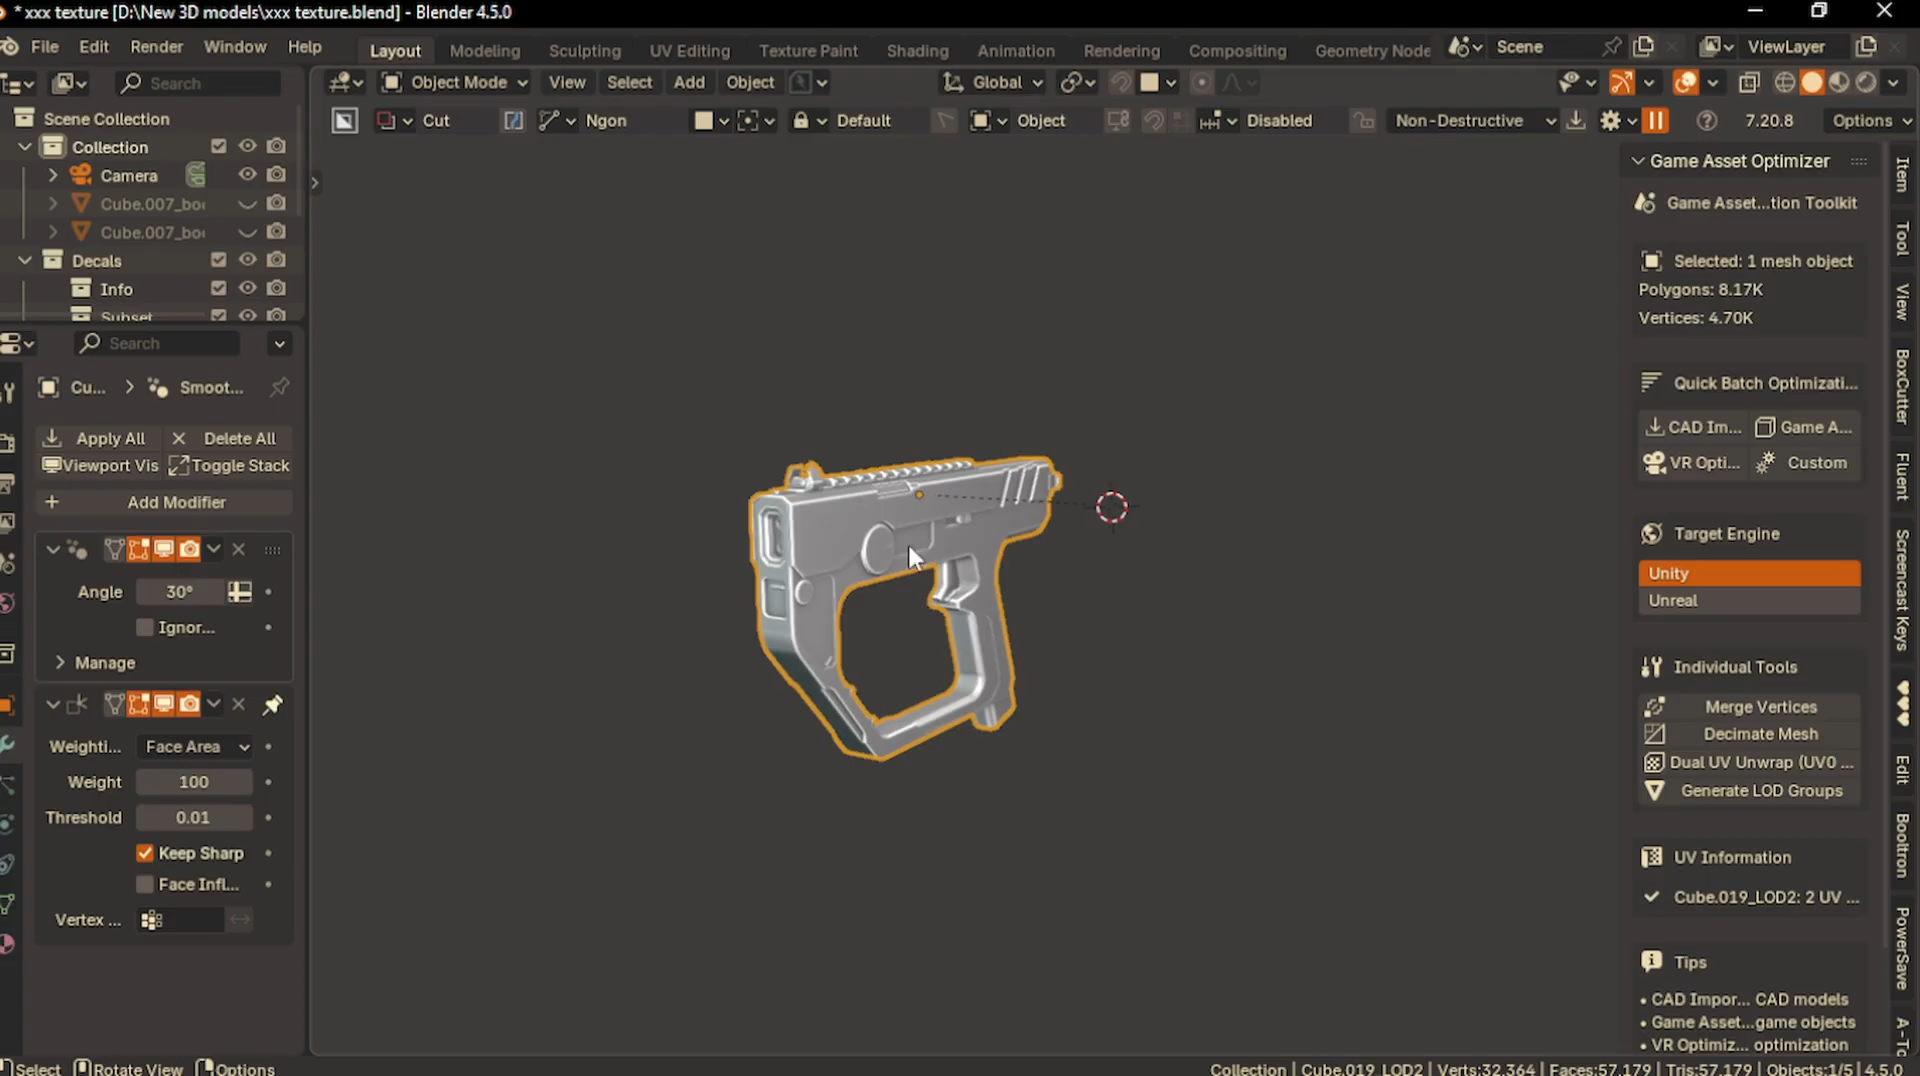 * xxx texture [D:\New 3D models\xxx texture.blend] - Blender 4.5.0
File Edit Render Window Help
Layout Modeling Sculpting UV Editing Texture Paint Shading Animation Rendering Compositing Geometry Node
Scene
ViewLayer
Search
Object Mode View Select Add Object
Global
Cut Ngon Default Object Disabled Non-Destructive 7.20.8 Options
Scene Collection
Collection
Camera
Cube.007_bo
Cube.007_bo
Decals
Info
Subset
Search
Cu... Smoot...
Apply All Delete All
Viewport Vis Toggle Stack
Add Modifier
Angle 30°
Ignor...
Manage
Weighti... Face Area
Weight 100
Threshold 0.01
Keep Sharp
Face Infl...
Vertex ...
Game Asset Optimizer
Game Asset...tion Toolkit
Selected: 1 mesh object
Polygons: 8.17K
Vertices: 4.70K
Quick Batch Optimizati...
CAD Im... Game A...
VR Opti... Custom
Target Engine
Unity
Unreal
Individual Tools
Merge Vertices
Decimate Mesh
Dual UV Unwrap (UV0 ...
Generate LOD Groups
UV Information
Cube.019_LOD2: 2 UV ...
Tips
• CAD Impor... CAD models
• Game Asset...game objects
• VR Optimiz... optimization
Item
Tool
View
BoxCutter
Fluent
Screencast Keys
♥♥♥
Edit
Booltron
PowerSave
Select Rotate View Options
Collection | Cube.019_LOD2 | Verts:32,364 | Faces:57,179 | Tris:57,179 | Objects:1/5 | 4.5.0